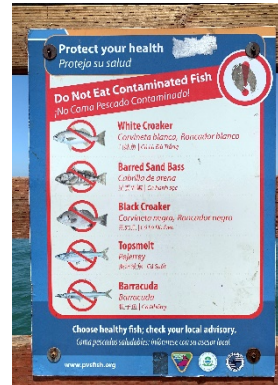 Protect your health
Proteja su salud
Do Not Eat Contaminated Fish
¡No Coma Pescado Contaminado!
White Croaker
Corvineta blanca, Roncador blanco
Barred Sand Bass
Cabrilla de arena
Black Croaker
Corvineta negra, Roncador negro
Topsmelt
Pejerrey
Barracuda
Barracuda
Choose healthy fish; check your local advisory.
Coma pescados saludables: infórmese con su asesor local
www.pvsfish.org